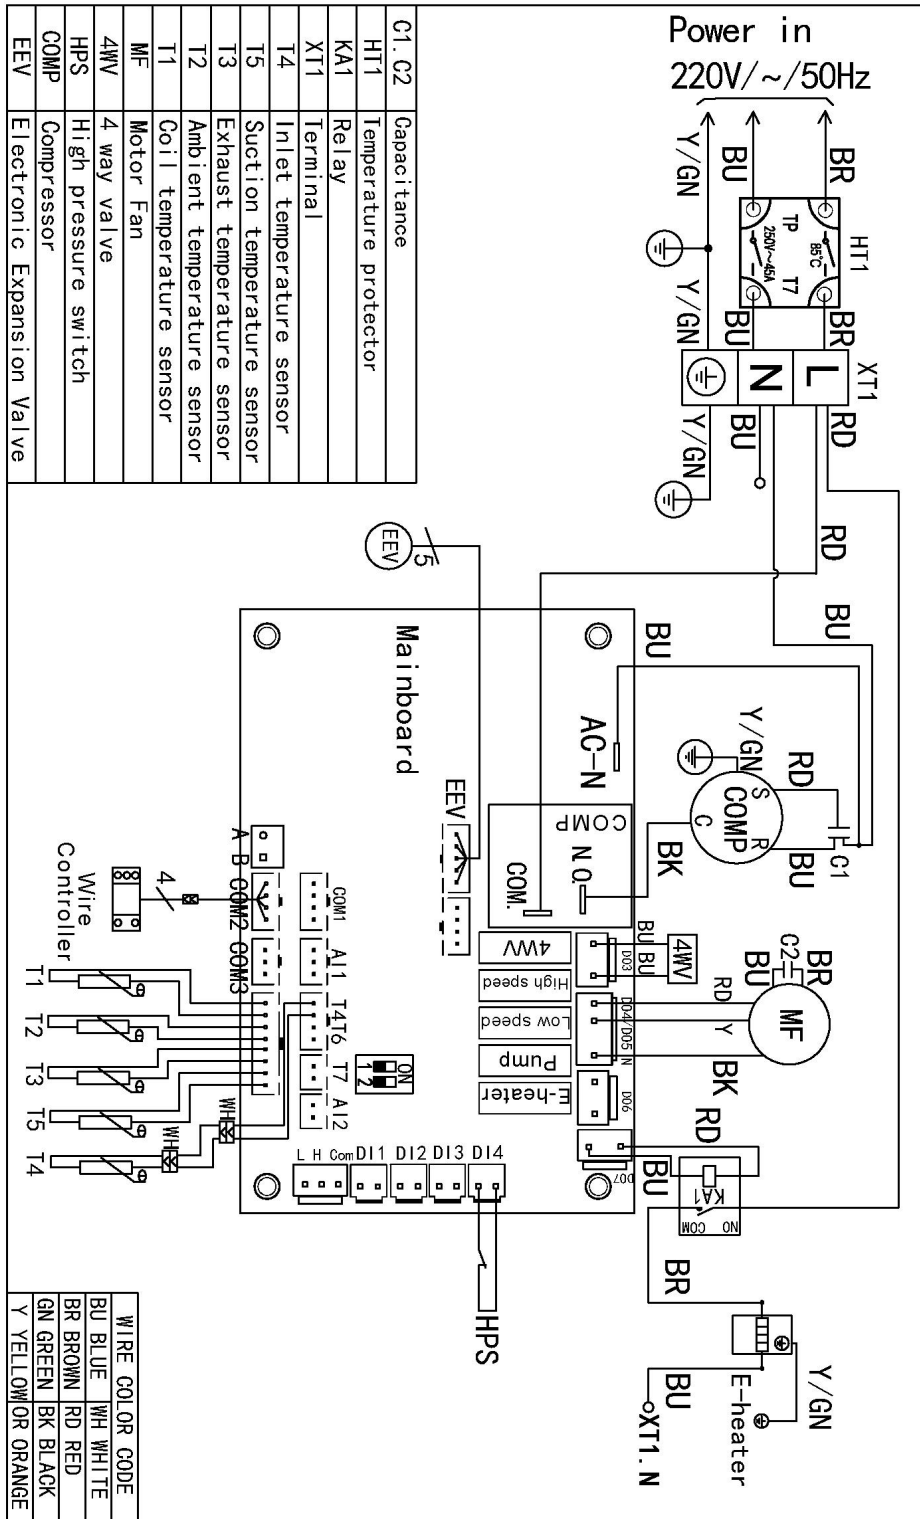 Power in
220V/~/50Hz
BR
BU
Y/GN
HT1
TP
T7
85℃
250V~45A
BR
BU
Y/GN
XT1
L
N
RD
BU
Y/GN
RD
BU
C1. C2 Capacitance
HT1 Temperature protector
KA1 Relay
XT1 Terminal
T4 Inlet temperature sensor
T5 Suction temperature sensor
T3 Exhaust temperature sensor
T2 Ambient temperature sensor
T1 Coil temperature sensor
MF Motor Fan
4WV 4 way valve
HPS High pressure switch
COMP Compressor
EEV Electronic Expansion Valve
EEV
5
Mainboard
BU
AC-N
Y/GN
RD
COMP
S
R
C
C1
BU
BK
COMP
N.O.
COM.
EEV
A B COM2 COM3
COM1 AI1 T4T6 T7 AI2
4WV
High speed
Low speed
Pump
E-heater
DO3
DO4/DO5 N
DO6
DO7
BU BU
4WV
C2
BR
BU
MF
RD
Y
BK
RD
BU
KA1
NO
COM
ON
1 2
L H Com DI1 DI2 DI3 DI4
HPS
Wire
Controller
4
T1
T2
T3
T5
T4
θ
θ
θ
θ
θ
WH
WH
BR
BU
XT1. N
E-heater
Y/GN
WIRE COLOR CODE
BU BLUE WH WHITE
BR BROWN RD RED
GN GREEN BK BLACK
Y YELLOW OR ORANGE